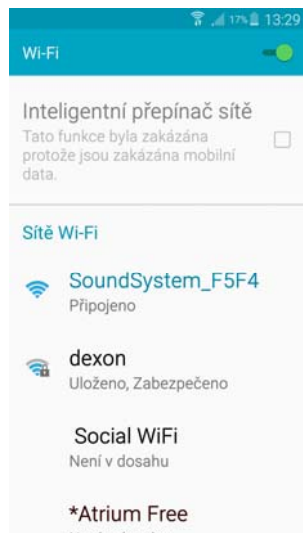 17% 13:29
Wi-Fi
Inteligentní přepínač sítě
Tato funkce byla zakázána
protože jsou zakázána mobilní
data.
Sítě Wi-Fi
SoundSystem_F5F4
Připojeno
dexon
Uloženo, Zabezpečeno
Social WiFi
Není v dosahu
*Atrium Free